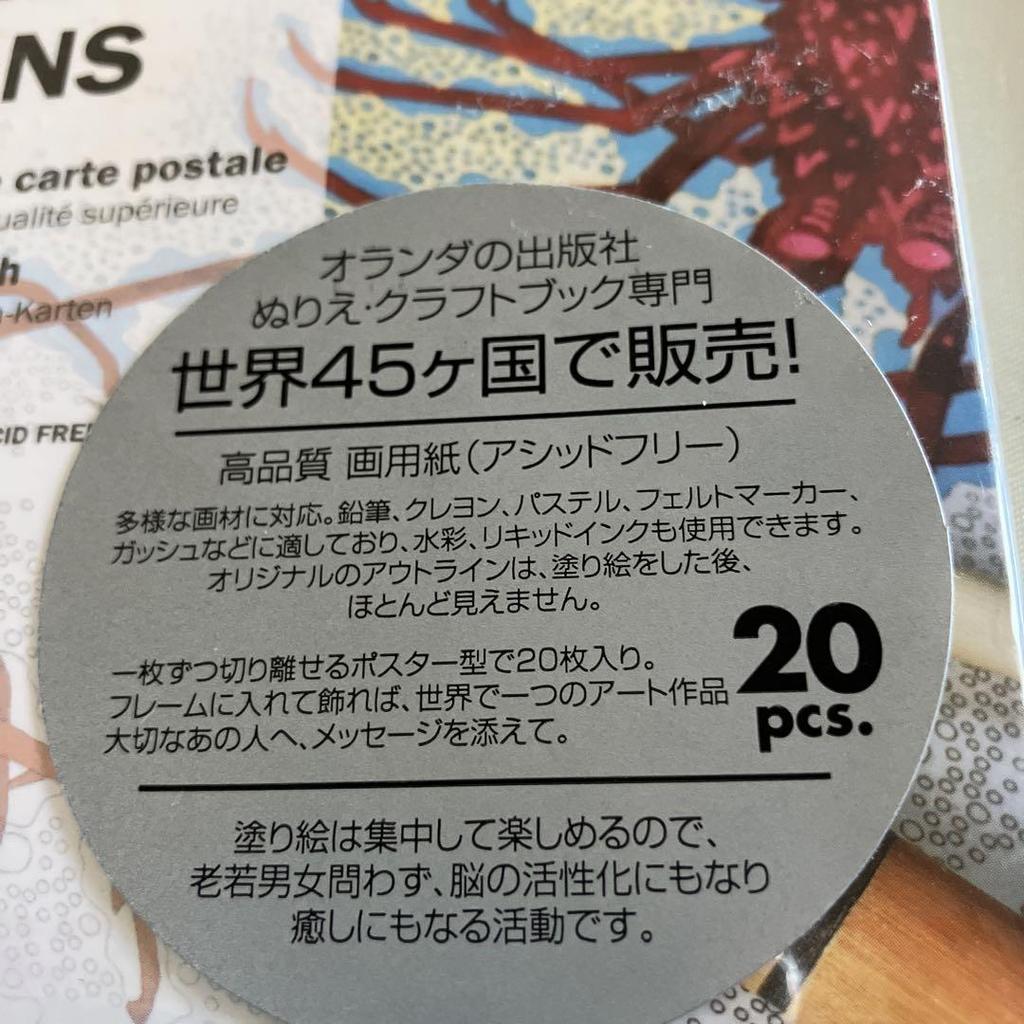 NS
carte postale
ualité supérieure
h
-Karten
CID FRE
オランダの出版社
ぬりえ・クラフトブック専門
世界45ヶ国で販売!
高品質 画用紙(アシッドフリー)
多様な画材に対応。鉛筆、クレヨン、パステル、フェルトマーカー、
ガッシュなどに適しており、水彩、リキッドインクも使用できます。
オリジナルのアウトラインは、塗り絵をした後、
ほとんど見えません。
一枚ずつ切り離せるポスター型で20枚入り。
フレームに入れて飾れば、世界で一つのアート作品
大切なあの人へ、メッセージを添えて。
20
pcs.
塗り絵は集中して楽しめるので、
老若男女問わず、脳の活性化にもなり
癒しにもなる活動です。